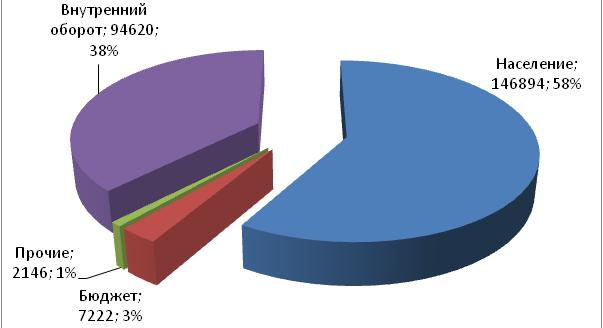 Внутренний
оборот; 94620;
38%
Население;
146894; 58%
Прочие;
2146; 1%
Бюджет;
7222; 3%